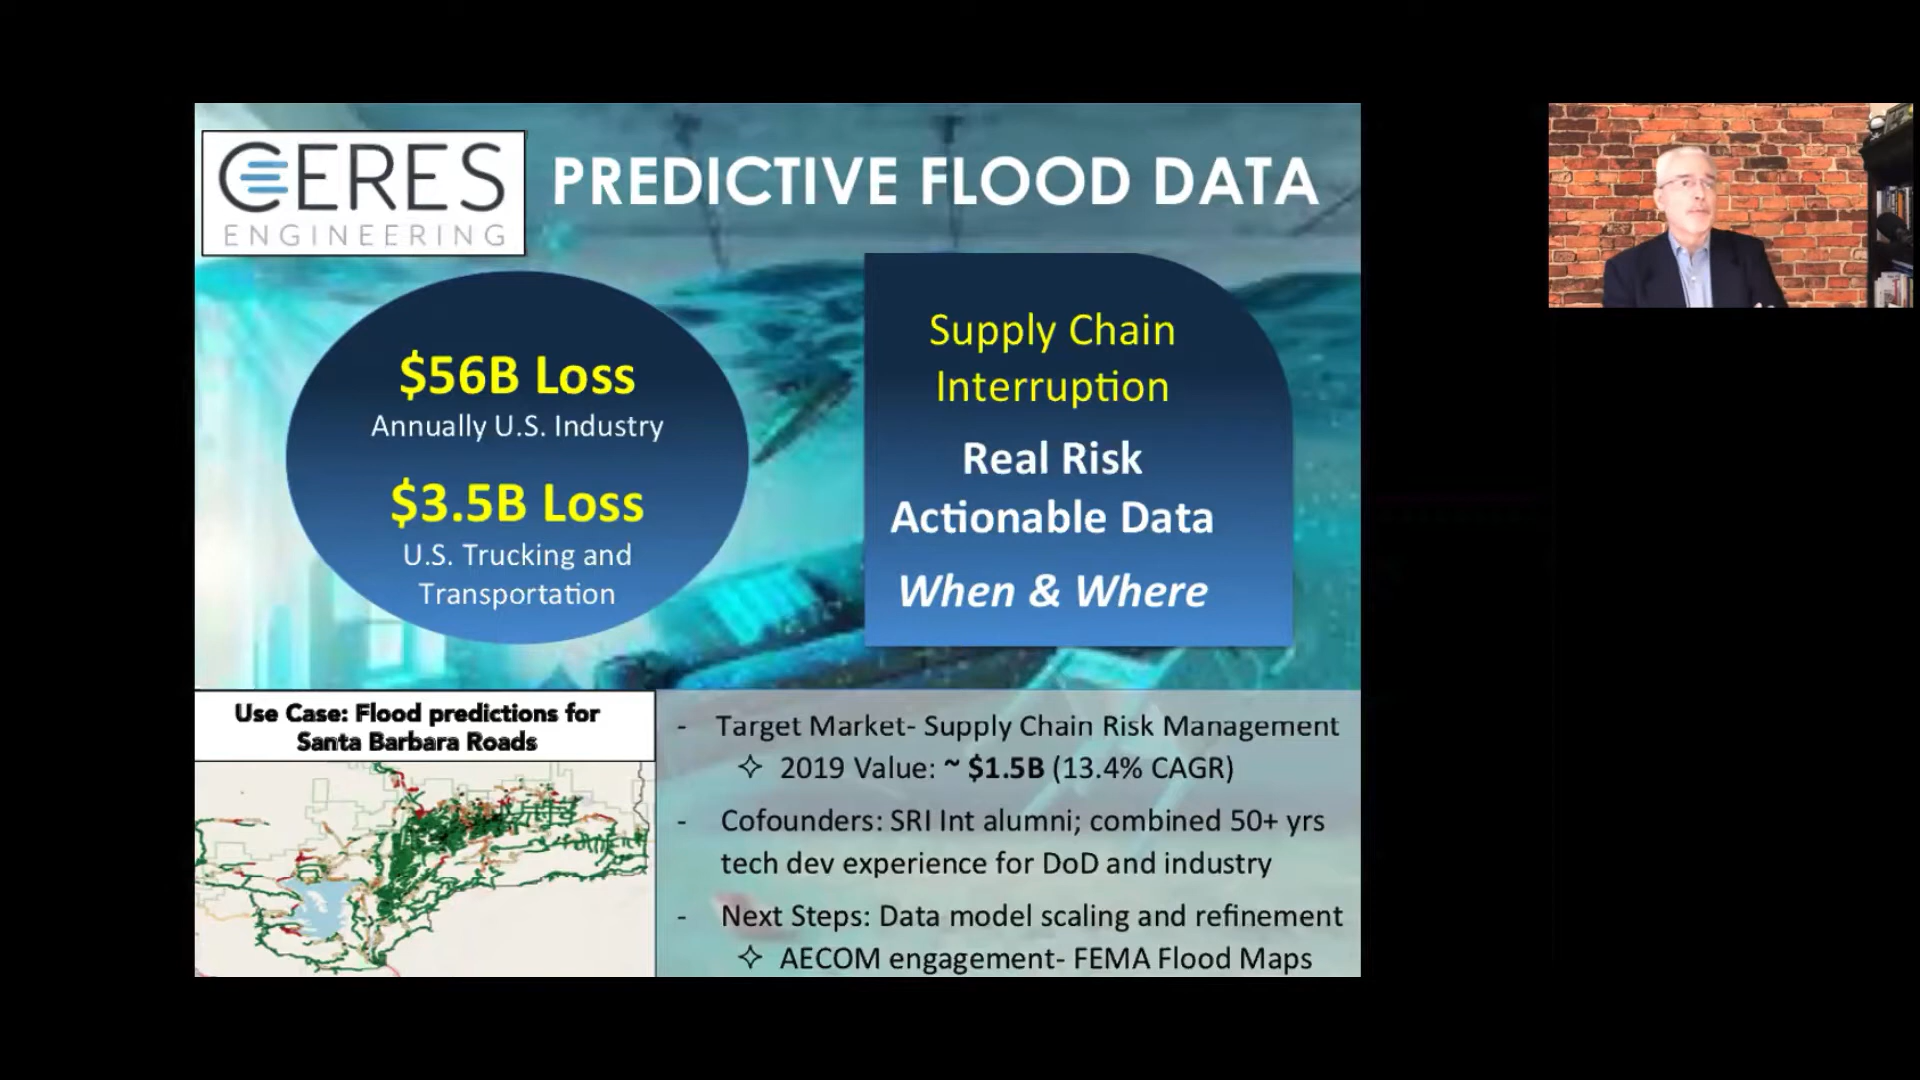 CERES
ENGINEERING
PREDICTIVE FLOOD DATA
$56B Loss
Annually U.S. Industry
$3.5B Loss
U.S. Trucking and
Transportation
Supply Chain
Interruption
Real Risk
Actionable Data
When & Where
Use Case: Flood predictions for
Santa Barbara Roads
- Target Market- Supply Chain Risk Management
✧ 2019 Value: ~ $1.5B (13.4% CAGR)
- Cofounders: SRI Int alumni; combined 50+ yrs
tech dev experience for DoD and industry
- Next Steps: Data model scaling and refinement
✧ AECOM engagement- FEMA Flood Maps